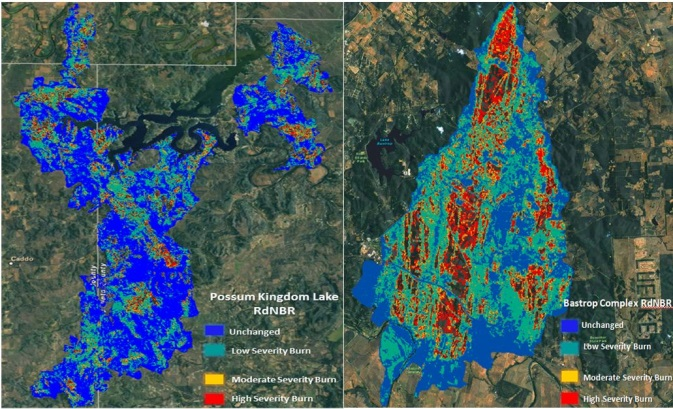 Caddo
Possum Kingdom Lake
RdNBR
Unchanged
Low Severity Burn
Moderate Severity Burn
High Severity Burn
Bastrop Complex RdNBR
Unchanged
Low Severity Burn
Moderate Severity Burn
High Severity Burn